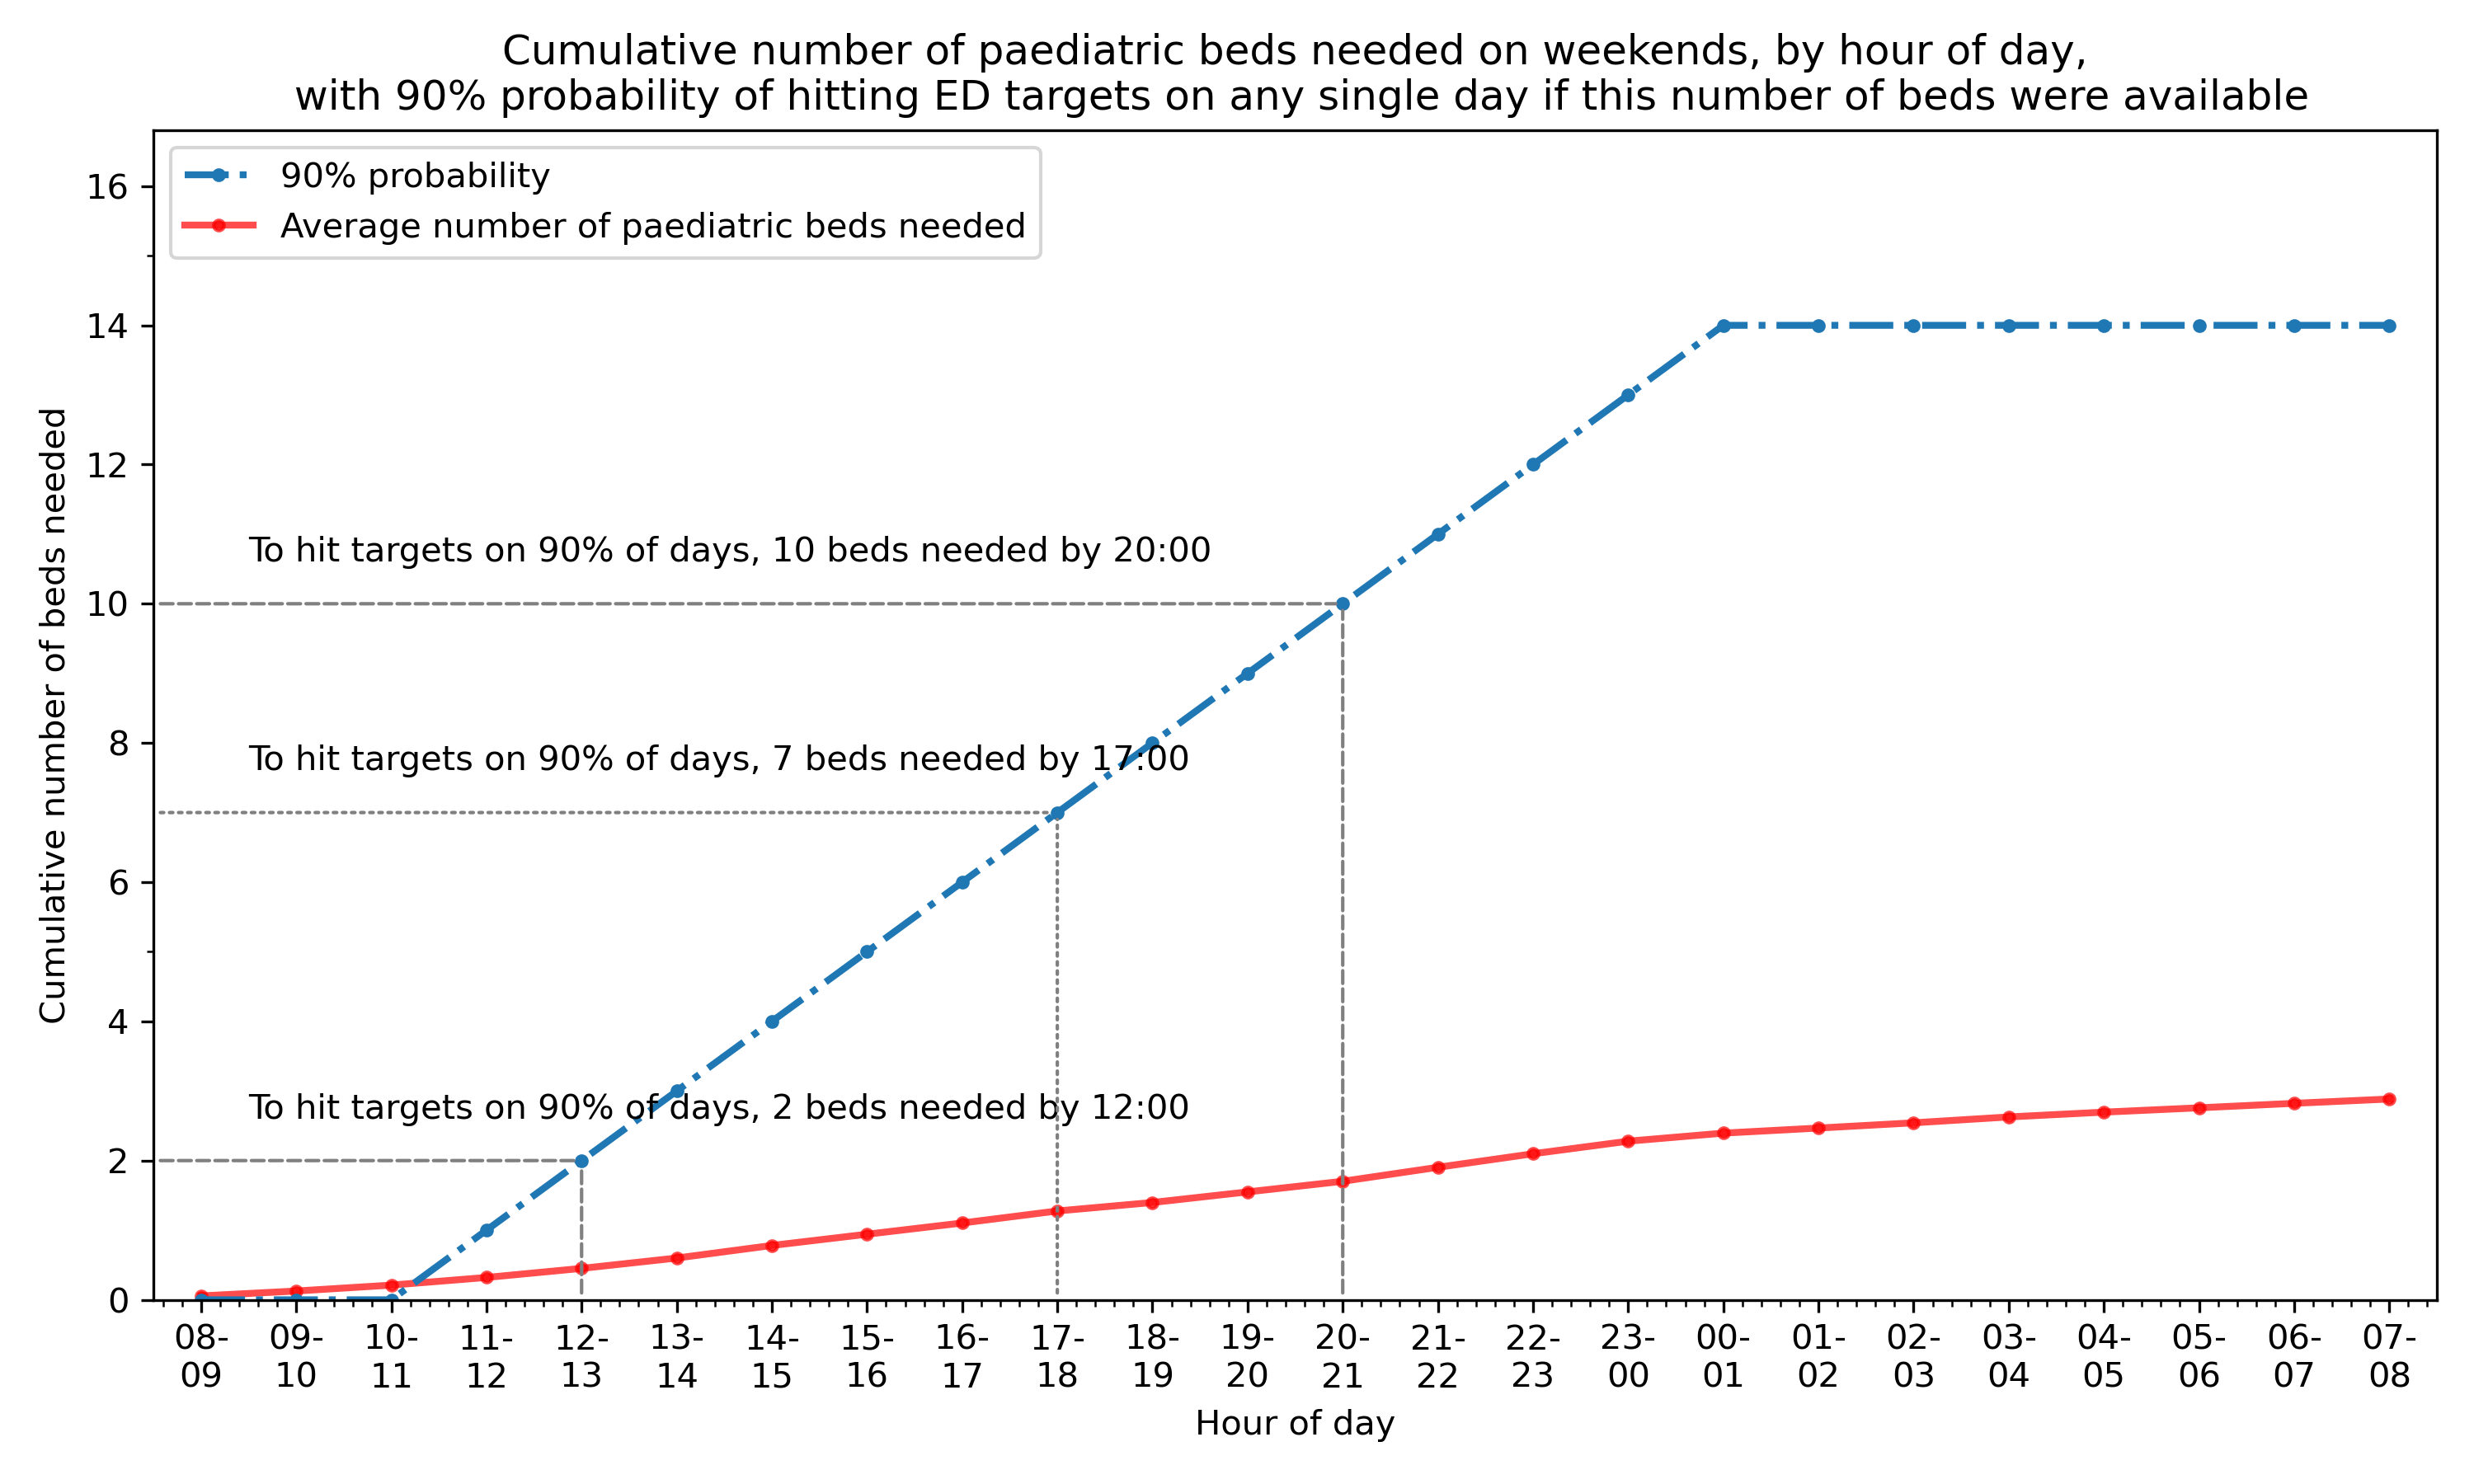 Cumulative number of paediatric beds needed on weekends, by hour of day,
with 90% probability of hitting ED targets on any single day if this number of beds were available
90% probability
Average number of paediatric beds needed
16
14
12
10
8
6
4
2
0
Cumulative number of beds needed
To hit targets on 90% of days, 10 beds needed by 20:00
To hit targets on 90% of days, 7 beds needed by 17:00
To hit targets on 90% of days, 2 beds needed by 12:00
08- 09- 10- 11- 12- 13- 14- 15- 16- 17- 18- 19- 20- 21- 22- 23- 00- 01- 02- 03- 04- 05- 06- 07-
09 10 11 12 13 14 15 16 17 18 19 20 21 22 23 00 01 02 03 04 05 06 07 08
Hour of day